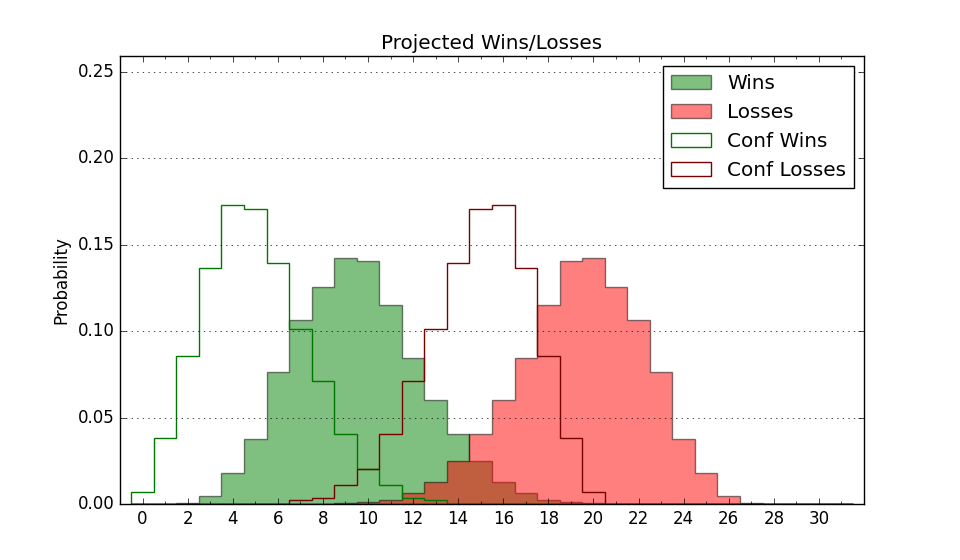 Projected Wins/Losses
0.25
0.20
0.15
0.10
0.05
0.00
Probability
Wins
Losses
Conf Wins
Conf Losses
0 2 4 6 8 10 12 14 16 18 20 22 24 26 28 30